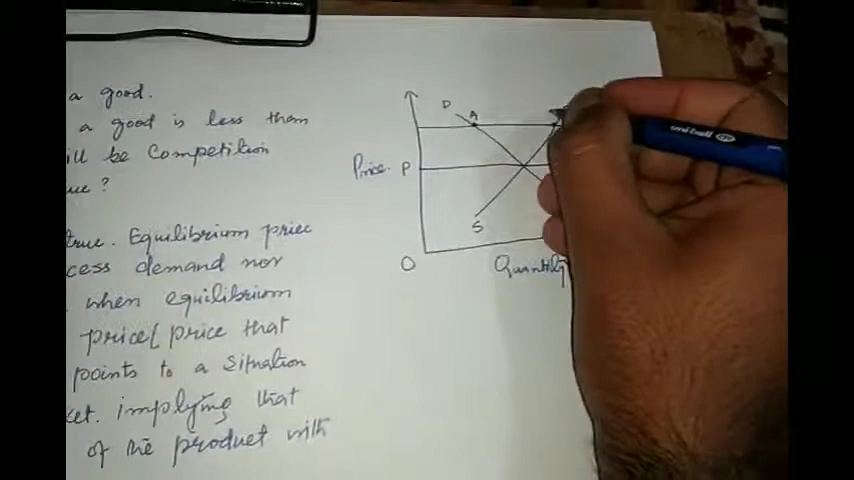 a good.
a good is less than
ill be Competition
ue ?
true. Equilibrium price
cess demand nor
when equilibrium
price [ price that
points to a situation
ket. implying that
of the product with
D A
Price P
S
O
Quantity